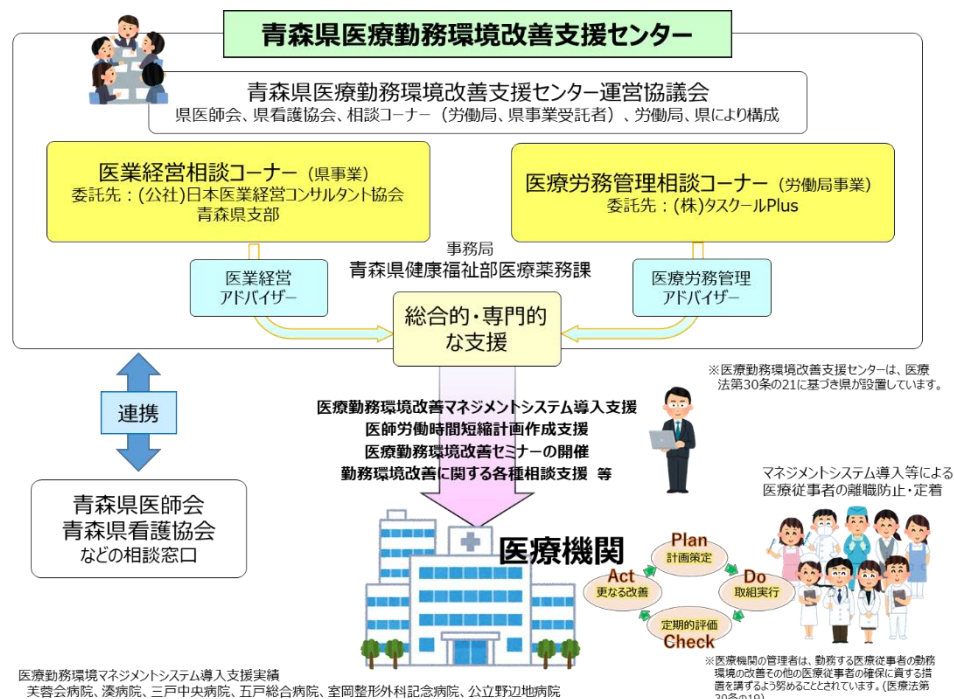 青森県医療勤務環境改善支援センター
青森県医療勤務環境改善支援センター運営協議会
県医師会、県看護協会、相談コーナー（労働局、県事業受託者）、労働局、県により構成
医業経営相談コーナー（県事業）
委託先：(公社)日本医業経営コンサルタント協会
青森県支部
医療労務管理相談コーナー（労働局事業）
委託先：(株)タスクールPlus
事務局
青森県健康福祉部医療薬務課
医業経営
アドバイザー
医療労務管理
アドバイザー
総合的・専門的
な支援
※医療勤務環境改善支援センターは、医療
法第30条の21に基づき県が設置しています。
連携
医療勤務環境改善マネジメントシステム導入支援
医師労働時間短縮計画作成支援
医療勤務環境改善セミナーの開催
勤務環境改善に関する各種相談支援 等
青森県医師会
青森県看護協会
などの相談窓口
マネジメントシステム導入等による
医療従事者の離職防止・定着
医療機関
Plan
計画策定
Act
更なる改善
Do
取組実行
定期的評価
Check
※医療機関の管理者は、勤務する医療従事者の勤務
環境の改善その他の医療従事者の確保に資する措
置を講ずるよう努めることとされています。（医療法第
30条の19）
医療勤務環境マネジメントシステム導入支援実績
芙蓉会病院、湊病院、三戸中央病院、五戸総合病院、室岡整形外科記念病院、公立野辺地病院